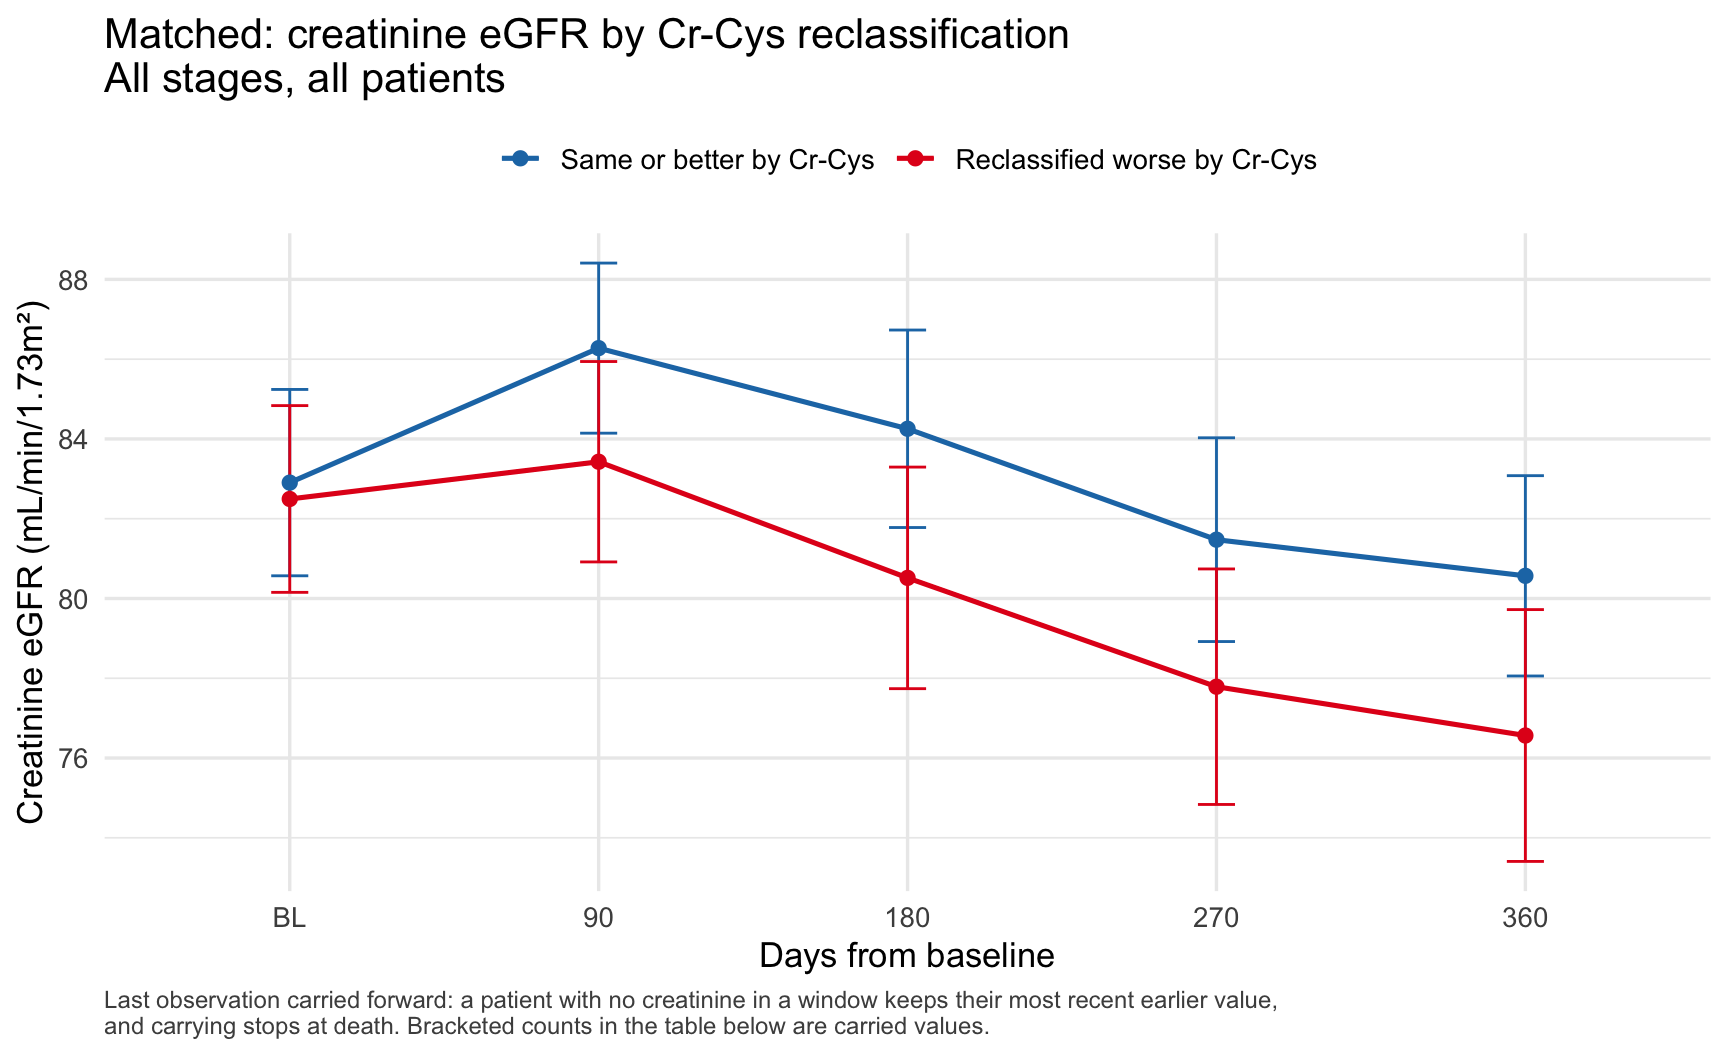 Matched: creatinine eGFR by Cr-Cys reclassification
All stages, all patients
Same or better by Cr-Cys
Reclassified worse by Cr-Cys
Creatinine eGFR (mL/min/1.73m²)
88
84
80
76
BL
90
180
270
360
Days from baseline
Last observation carried forward: a patient with no creatinine in a window keeps their most recent earlier value,
and carrying stops at death. Bracketed counts in the table below are carried values.